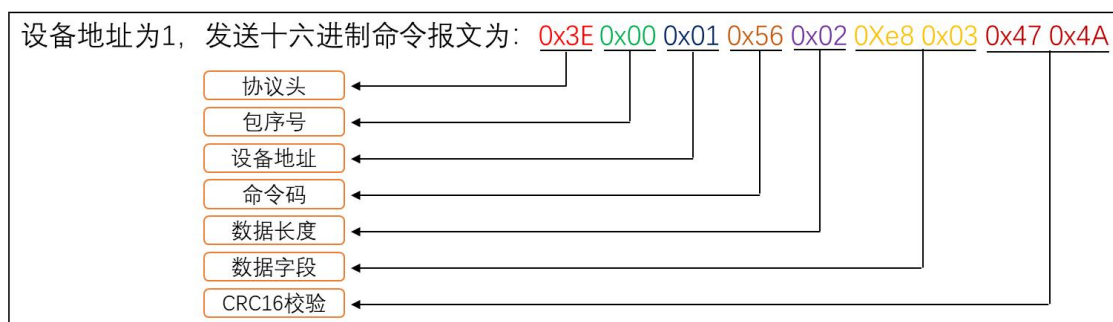 设备地址为1，发送十六进制命令报文为：0x3E 0x00 0x01 0x56 0x02 0Xe8 0x03 0x47 0x4A
协议头
包序号
设备地址
命令码
数据长度
数据字段
CRC16校验